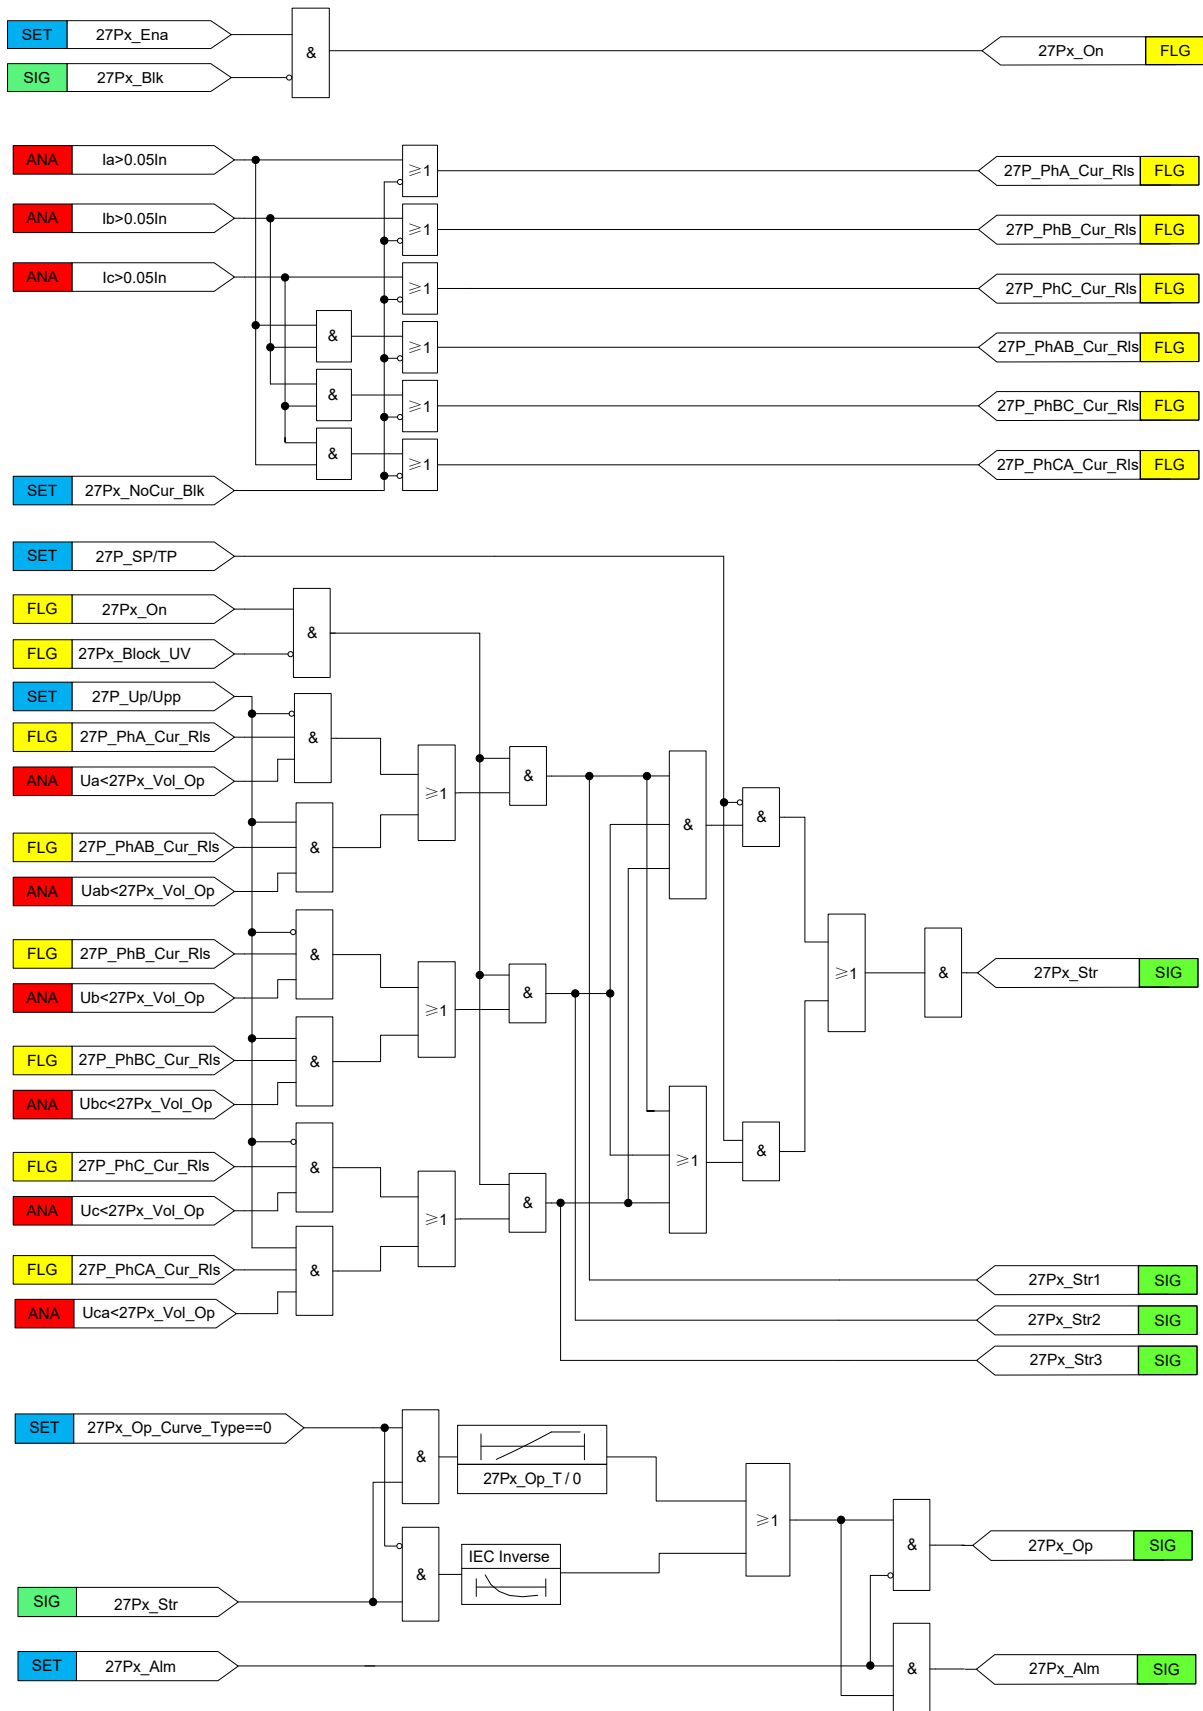 SET 27Px_Ena
&
27Px_On FLG
SIG 27Px_Blk
ANA Ia>0.05In
≥1
27P_PhA_Cur_Rls FLG
ANA Ib>0.05In
≥1
27P_PhB_Cur_Rls FLG
ANA Ic>0.05In
≥1
27P_PhC_Cur_Rls FLG
&
≥1
27P_PhAB_Cur_Rls FLG
&
≥1
27P_PhBC_Cur_Rls FLG
&
≥1
27P_PhCA_Cur_Rls FLG
SET 27Px_NoCur_Blk
SET 27P_SP/TP
FLG 27Px_On
&
FLG 27Px_Block_UV
SET 27P_Up/Upp
FLG 27P_PhA_Cur_Rls
&
ANA Ua<27Px_Vol_Op
≥1
&
&
&
FLG 27P_PhAB_Cur_Rls
&
ANA Uab<27Px_Vol_Op
FLG 27P_PhB_Cur_Rls
&
ANA Ub<27Px_Vol_Op
≥1
&
≥1
&
27Px_Str SIG
FLG 27P_PhBC_Cur_Rls
&
ANA Ubc<27Px_Vol_Op
FLG 27P_PhC_Cur_Rls
&
≥1
&
ANA Uc<27Px_Vol_Op
≥1
&
FLG 27P_PhCA_Cur_Rls
&
ANA Uca<27Px_Vol_Op
27Px_Str1 SIG
27Px_Str2 SIG
27Px_Str3 SIG
SET 27Px_Op_Curve_Type==0
&
27Px_Op_T / 0
≥1
&
27Px_Op SIG
&
IEC Inverse
SIG 27Px_Str
SET 27Px_Alm
&
27Px_Alm SIG